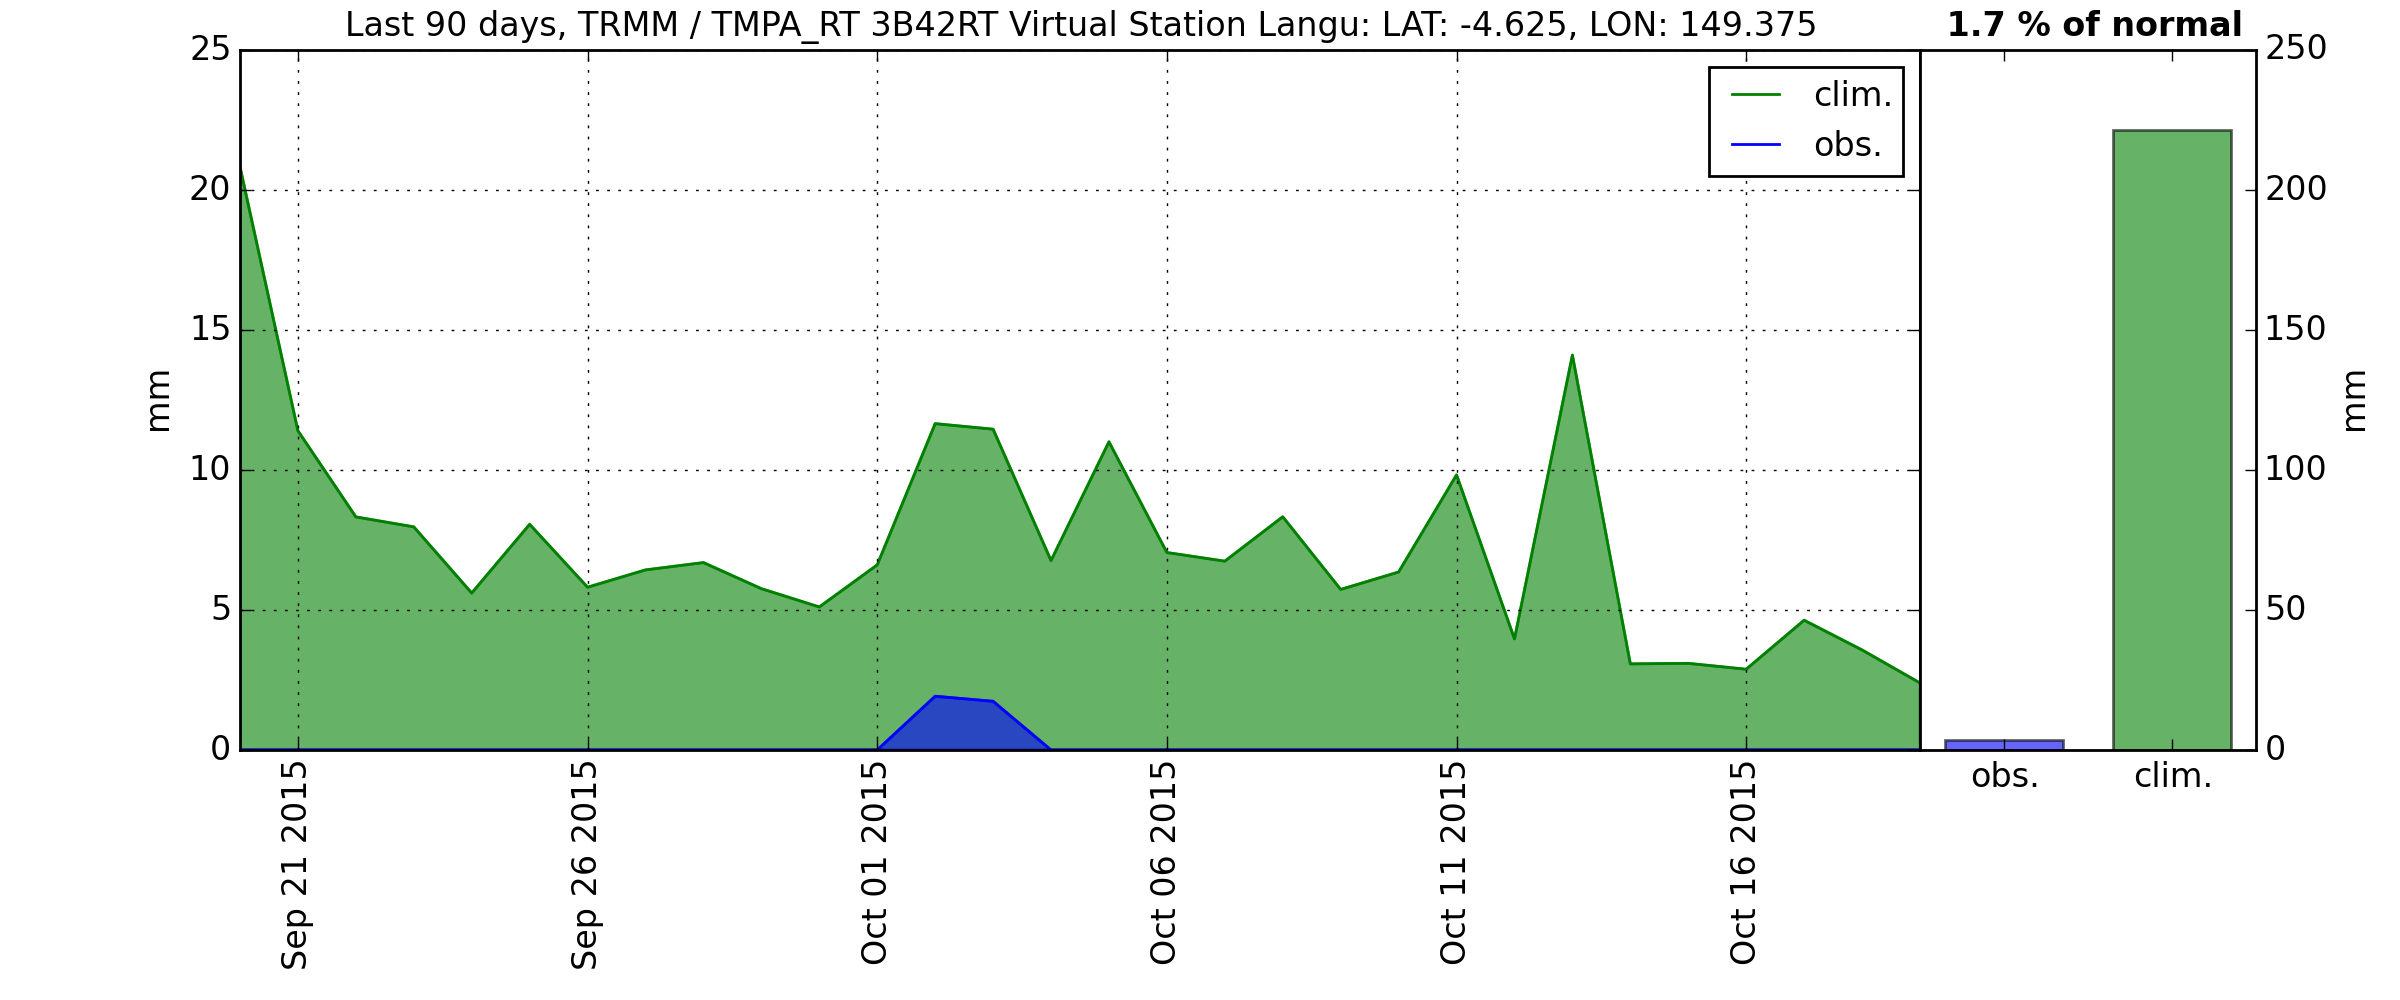 Last 90 days, TRMM / TMPA_RT 3B42RT Virtual Station Langu: LAT: -4.625, LON: 149.375
1.7 % of normal
25
20
15
10
5
0
mm
clim.
obs.
Sep 21 2015
Sep 26 2015
Oct 01 2015
Oct 06 2015
Oct 11 2015
Oct 16 2015
250
200
150
100
50
0
mm
obs.
clim.